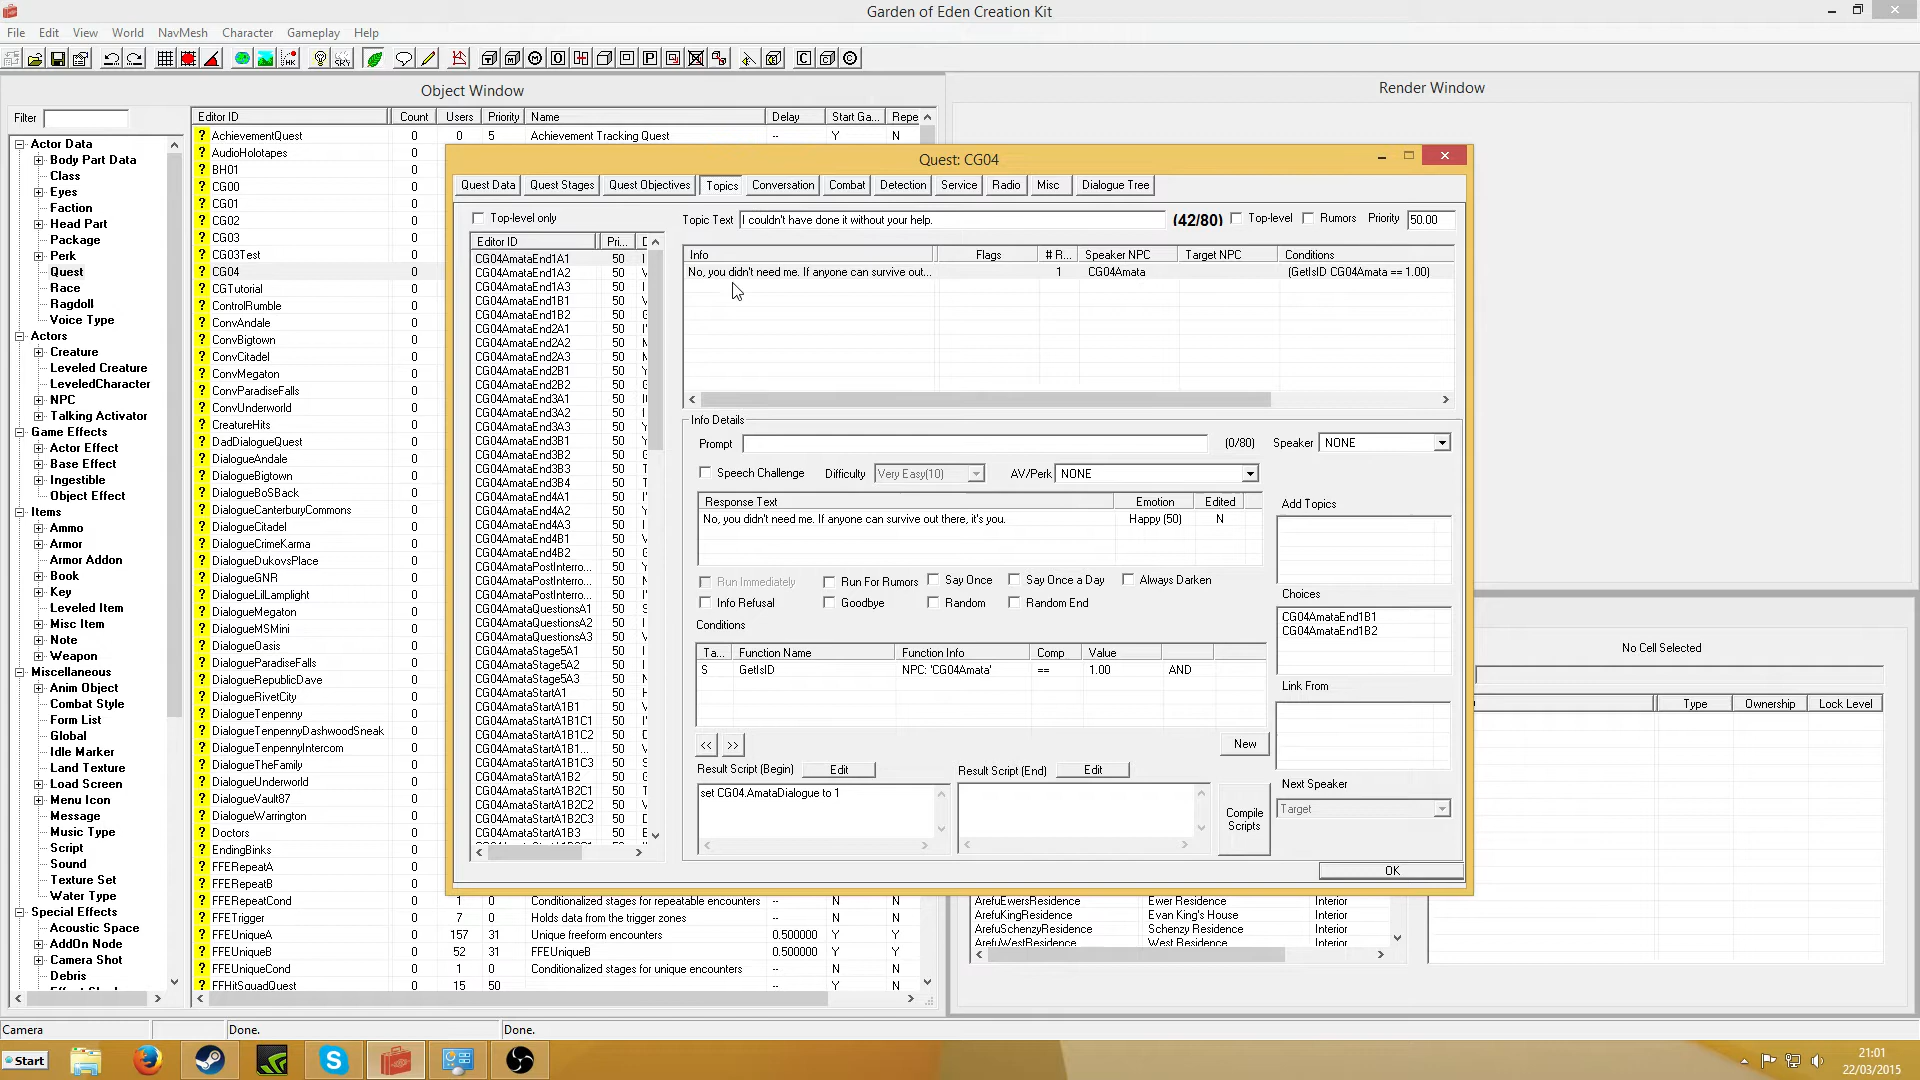 Garden of Eden Creation Kit
File Edit View World NavMesh Character Gameplay Help
Object Window
Render Window
Filter
Editor ID Count Users Priority Name Delay Start Ga... Repe
Actor Data
Body Part Data
Class
Eyes
Faction
Head Part
Package
Perk
Quest
Race
Ragdoll
Voice Type
Actors
Creature
Leveled Creature
LeveledCharacter
NPC
Talking Activator
Game Effects
Actor Effect
Base Effect
Ingestible
Object Effect
Items
Ammo
Armor
Armor Addon
Book
Key
Leveled Item
Misc Item
Note
Weapon
Miscellaneous
Anim Object
Combat Style
Form List
Global
Idle Marker
Land Texture
Load Screen
Menu Icon
Message
Music Type
Script
Sound
Texture Set
Water Type
Special Effects
Acoustic Space
AddOn Node
Camera Shot
Debris
? AchievementQuest 0 0 5 Achievement Tracking Quest -- Y N
? AudioHolotapes 0
? BH01 0
? CG00 0
? CG01 0
? CG02 0
? CG03 0
? CG03Test 0
? CG04 0
? CGTutorial 0
? ControlRumble 0
? ConvAndale 0
? ConvBigtown 0
? ConvCitadel 0
? ConvMegaton 0
? ConvParadiseFalls 0
? ConvUnderworld 0
? CreatureHits 0
? DadDialogueQuest 0
? DialogueAndale 0
? DialogueBigtown 0
? DialogueBoSBack 0
? DialogueCanterburyCommons 0
? DialogueCitadel 0
? DialogueCrimeKarma 0
? DialogueDukovsPlace 0
? DialogueGNR 0
? DialogueLilLamplight 0
? DialogueMegaton 0
? DialogueMSMini 0
? DialogueOasis 0
? DialogueParadiseFalls 0
? DialogueRepublicDave 0
? DialogueRivetCity 0
? DialogueTenpenny 0
? DialogueTenpennyDashwoodSneak 0
? DialogueTenpennyIntercom 0
? DialogueTheFamily 0
? DialogueUnderworld 0
? DialogueVault87 0
? DialogueWarrington 0
? Doctors 0
? EndingBinks 0
? FFERepeatA 0
? FFERepeatB 0
? FFERepeatCond 0 1 0 Conditionalized stages for repeatable encounters -- N N
? FFETrigger 0 7 0 Holds data from the trigger zones -- N N
? FFEUniqueA 0 157 31 Unique freeform encounters 0.500000 Y Y
? FFEUniqueB 0 52 31 FFEUniqueB 0.500000 Y Y
? FFEUniqueCond 0 1 0 Conditionalized stages for unique encounters -- N N
? FFHitSquadQuest 0 15 50 -- Y N
Quest: CG04
Quest Data Quest Stages Quest Objectives Topics Conversation Combat Detection Service Radio Misc Dialogue Tree
Top-level only
Topic Text I couldn't have done it without your help. (42/80) Top-level Rumors Priority 50.00
Editor ID Pri...
CG04AmataEnd1A1 50
CG04AmataEnd1A2 50
CG04AmataEnd1A3 50
CG04AmataEnd1B1 50
CG04AmataEnd1B2 50
CG04AmataEnd2A1 50
CG04AmataEnd2A2 50
CG04AmataEnd2A3 50
CG04AmataEnd2B1 50
CG04AmataEnd2B2 50
CG04AmataEnd3A1 50
CG04AmataEnd3A2 50
CG04AmataEnd3A3 50
CG04AmataEnd3B1 50
CG04AmataEnd3B2 50
CG04AmataEnd3B3 50
CG04AmataEnd3B4 50
CG04AmataEnd4A1 50
CG04AmataEnd4A2 50
CG04AmataEnd4A3 50
CG04AmataEnd4B1 50
CG04AmataEnd4B2 50
CG04AmataPostInterro... 50
CG04AmataPostInterro... 50
CG04AmataPostInterro... 50
CG04AmataQuestionsA1 50
CG04AmataQuestionsA2 50
CG04AmataQuestionsA3 50
CG04AmataStage5A1 50
CG04AmataStage5A2 50
CG04AmataStage5A3 50
CG04AmataStartA1 50
CG04AmataStartA1B1 50
CG04AmataStartA1B1C1 50
CG04AmataStartA1B1C2 50
CG04AmataStartA1B1... 50
CG04AmataStartA1B1C3 50
CG04AmataStartA1B2 50
CG04AmataStartA1B2C1 50
CG04AmataStartA1B2C2 50
CG04AmataStartA1B2C3 50
CG04AmataStartA1B3 50
Info Flags # R... Speaker NPC Target NPC Conditions
No, you didn't need me. If anyone can survive out... 1 CG04Amata (GetIsID CG04Amata == 1.00)
Info Details
Prompt (0/80) Speaker NONE
Speech Challenge Difficulty Very Easy(10) AV/Perk NONE
Response Text Emotion Edited
No, you didn't need me. If anyone can survive out there, it's you. Happy (50) N
Run Immediately Run For Rumors Say Once Say Once a Day Always Darken
Info Refusal Goodbye Random Random End
Conditions
Ta... Function Name Function Info Comp Value
S GetIsID NPC: 'CG04Amata' == 1.00 AND
<< >> New
Result Script (Begin) Edit Result Script (End) Edit
set CG04.AmataDialogue to 1
Compile Scripts
Add Topics
Choices
CG04AmataEnd1B1
CG04AmataEnd1B2
Link From
Next Speaker
Target
OK
No Cell Selected
Type Ownership Lock Level
ArefuEwersResidence Ewer Residence Interior
ArefuKingResidence Evan King's House Interior
ArefuSchenzyResidence Schenzy Residence Interior
ArefuWestResidence West Residence Interior
Camera Done. Done.
Start
21:01
22/03/2015